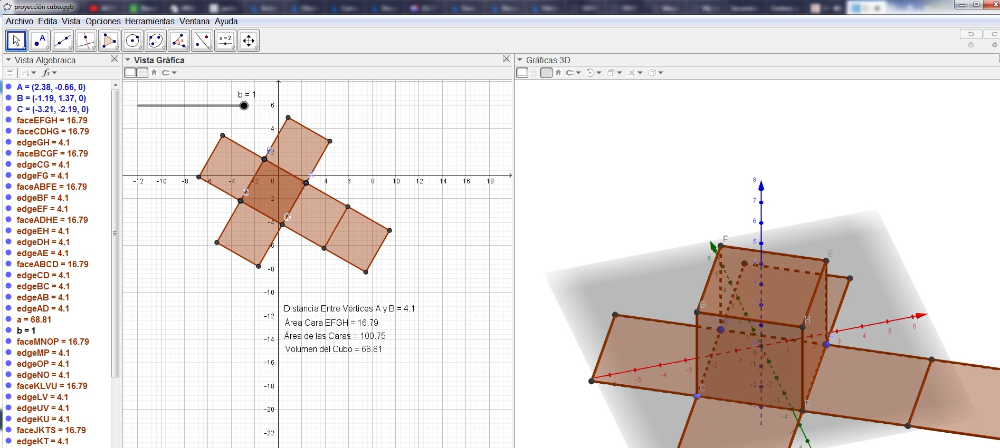 proyección cubo.ggb
Archivo Edita Vista Opciones Herramientas Ventana Ayuda
A
α
a = 2
Vista Algebraica
Vista Gráfica
Gráficas 3D
fx
A = (2.38, -0.66, 0)
B = (-1.19, 1.37, 0)
C = (-3.21, -2.19, 0)
faceEFGH = 16.79
faceCDHG = 16.79
edgeGH = 4.1
faceBCGF = 16.79
edgeCG = 4.1
edgeFG = 4.1
faceABFE = 16.79
edgeBF = 4.1
edgeEF = 4.1
faceADHE = 16.79
edgeEH = 4.1
edgeDH = 4.1
edgeAE = 4.1
faceABCD = 16.79
edgeCD = 4.1
edgeBC = 4.1
edgeAB = 4.1
edgeAD = 4.1
a = 68.81
b = 1
faceMNOP = 16.79
edgeMP = 4.1
edgeOP = 4.1
edgeNO = 4.1
faceKLVU = 16.79
edgeLV = 4.1
edgeUV = 4.1
edgeKU = 4.1
faceJKTS = 16.79
edgeKT = 4.1
b = 1
6
4
2
B
A
-12 -10 -8 6 -4 -2 0 2 4 6 8 10 12 14 16 18
C
-2
D
-4
-6
-8
-10
-12
-14
-16
-18
-20
-22
Distancia Entre Vértices A y B = 4.1
Área Cara EFGH = 16.79
Área de las Caras = 100.75
Volumen del Cubo = 68.81
8
7
6
5
F
E
6
5
4
3
G
H
6
5
4
3
2
1
-1
-2
-3
-4
-5
0
-1
-2
-2
-3
-4
C
D